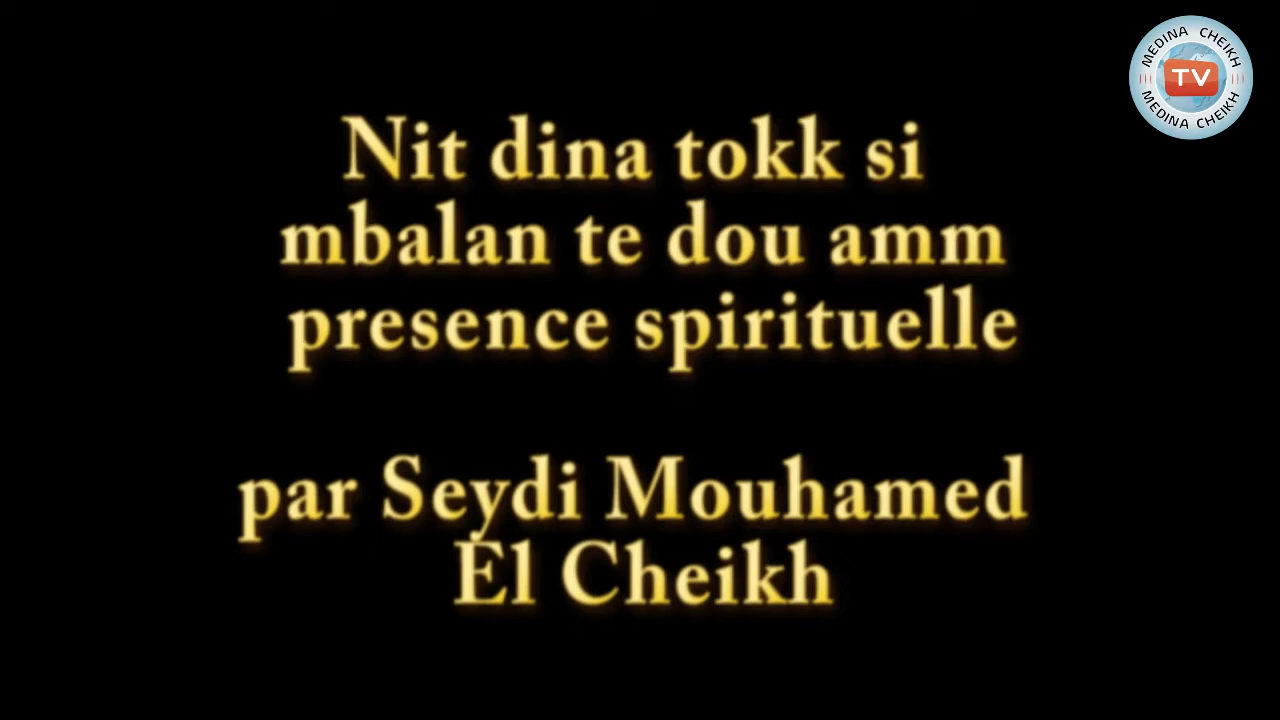 MEDINA CHEIKH
TV
MEDINA CHEIKH
Nit dina tokk si
mbalan te dou amm
presence spirituelle
par Seydi Mouhamed
El Cheikh